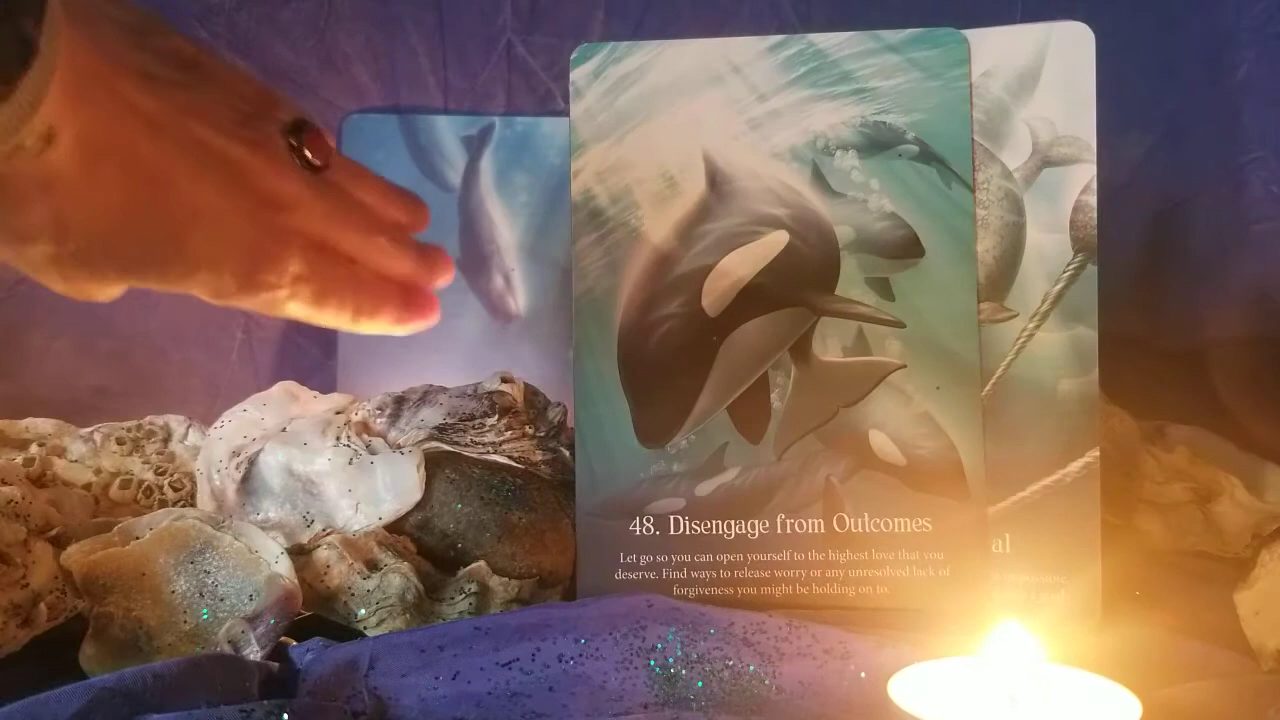 48. Disengage from Outcomes
Let go so you can open yourself to the highest love that you
deserve. Find ways to release worry or any unresolved lack of
forgiveness you might be holding on to.
al